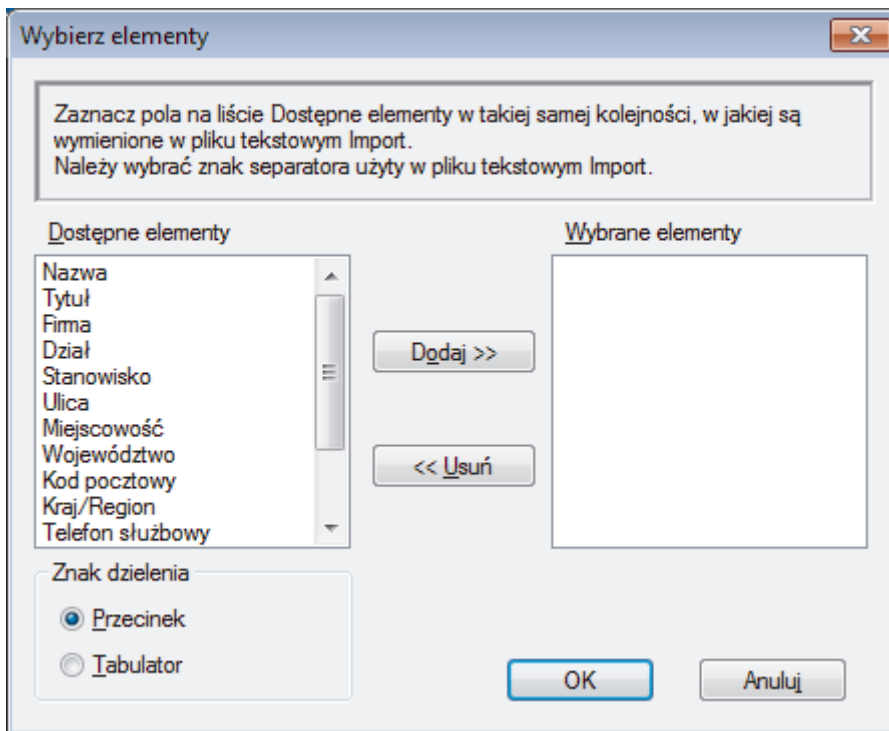 Wybierz elementy
Zaznacz pola na liście Dostępne elementy w takiej samej kolejności, w jakiej są
wymienione w pliku tekstowym Import.
Należy wybrać znak separatora użyty w pliku tekstowym Import.
Dostępne elementy
Wybrane elementy
Nazwa
Tytuł
Firma
Dział
Stanowisko
Ulica
Miejscowość
Województwo
Kod pocztowy
Kraj/Region
Telefon służbowy
Dodaj >>
<< Usuń
Znak dzielenia
Przecinek
Tabulator
OK
Anuluj